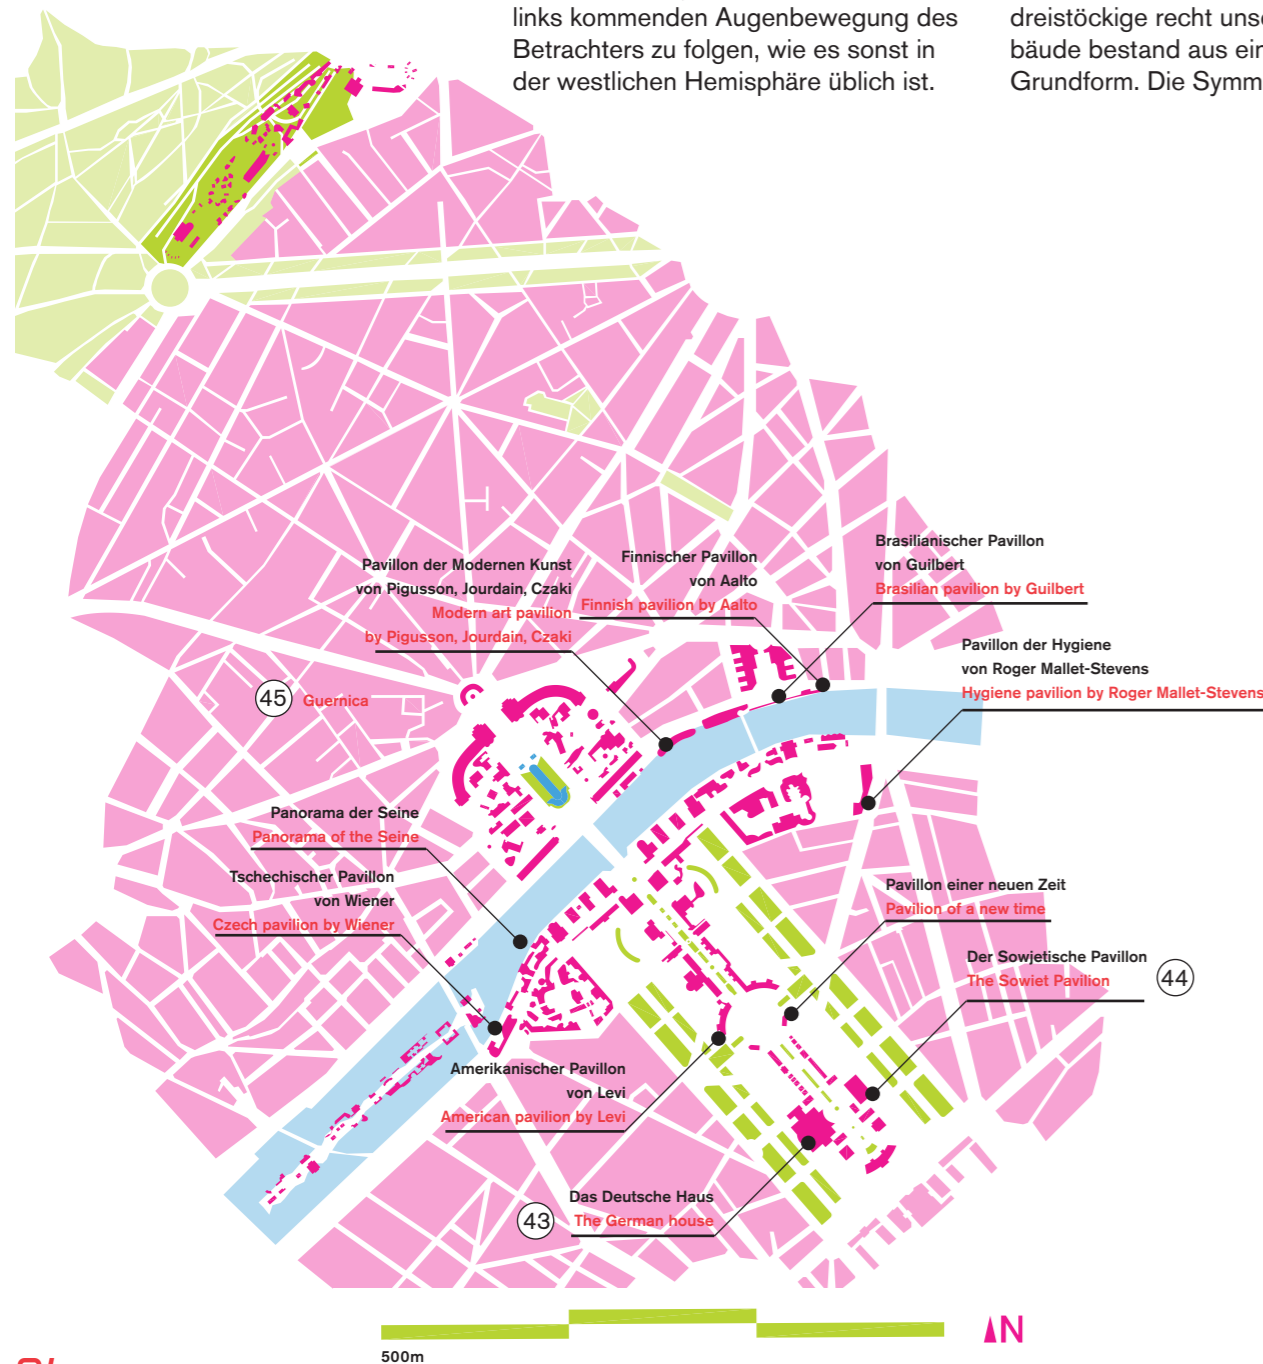 links kommenden Augenbewegung des
Betrachters zu folgen, wie es sonst in
der westlichen Hemisphäre üblich ist.
dreistöckige recht uns
bäude bestand aus ein
Grundform. Die Symm
Pavillon der Modernen Kunst
von Pigusson, Jourdain, Czaki
Modern art pavilion
by Pigusson, Jourdain, Czaki
Finnischer Pavillon
von Aalto
Finnish pavilion by Aalto
Brasilianischer Pavillon
von Guilbert
Brasilian pavilion by Guilbert
Pavillon der Hygiene
von Roger Mallet-Stevens
Hygiene pavilion by Roger Mallet-Stevens
45 Guernica
Panorama der Seine
Panorama of the Seine
Tschechischer Pavillon
von Wiener
Czech pavilion by Wiener
Pavillon einer neuen Zeit
Pavilion of a new time
Der Sowjetische Pavillon
The Sowiet Pavilion
44
Amerikanischer Pavillon
von Levi
American pavilion by Levi
Das Deutsche Haus
The German house
43
N
500m